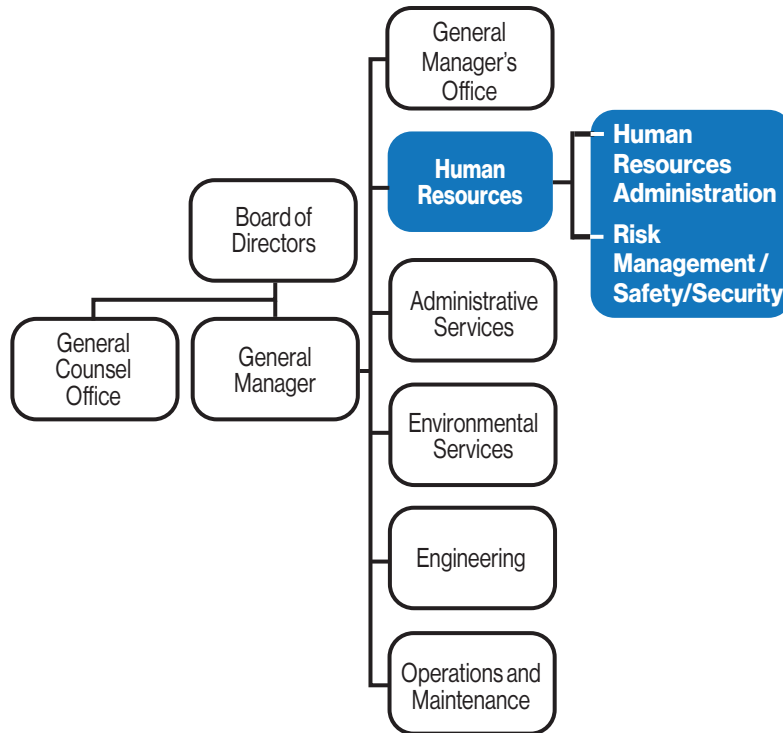 General
Manager's
Office
Human
Resources
Human
Resources
Administration
Risk
Management /
Safety/Security
Board of
Directors
General
Counsel
Office
General
Manager
Administrative
Services
Environmental
Services
Engineering
Operations and
Maintenance